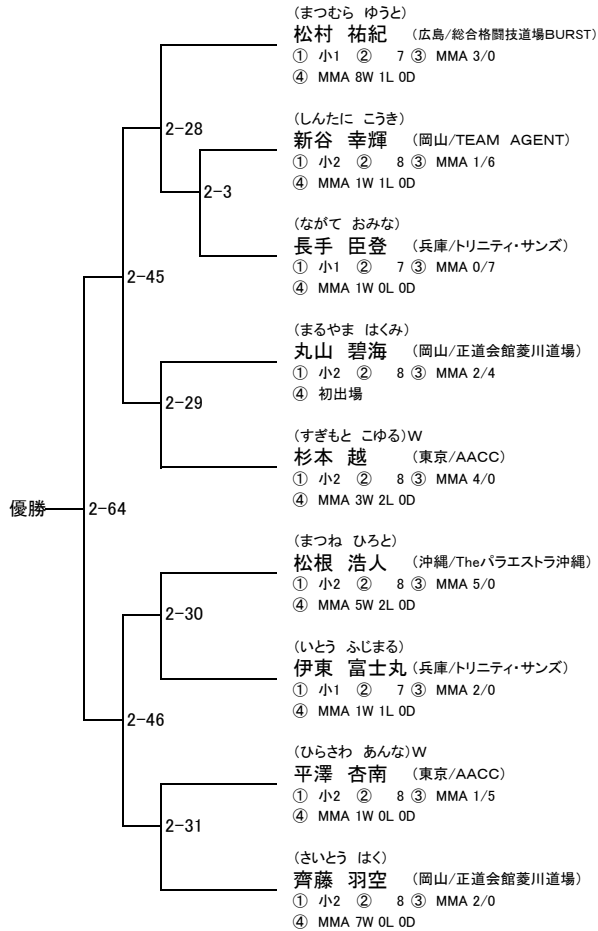 (まつむら ゆうと)
松村 祐紀 (広島/総合格闘技道場BURST)
① 小1 ② 7 ③ MMA 3/0
④ MMA 8W 1L 0D
2-28
(しんたに こうき)
新谷 幸輝 (岡山/TEAM AGENT)
① 小2 ② 8 ③ MMA 1/6
④ MMA 1W 1L 0D
2-3
(ながて おみな)
長手 臣登 (兵庫/トリニティ・サンズ)
① 小1 ② 7 ③ MMA 0/7
④ MMA 1W 0L 0D
2-45
(まるやま はくみ)
丸山 碧海 (岡山/正道会館菱川道場)
① 小2 ② 8 ③ MMA 2/4
④ 初出場
2-29
(すぎもと こゆる)W
杉本 越 (東京/AACC)
① 小2 ② 8 ③ MMA 4/0
④ MMA 3W 2L 0D
優勝
2-64
(まつね ひろと)
松根 浩人 (沖縄/Theパラエストラ沖縄)
① 小2 ② 8 ③ MMA 5/0
④ MMA 5W 2L 0D
2-30
(いとう ふじまる)
伊東 富士丸 (兵庫/トリニティ・サンズ)
① 小1 ② 7 ③ MMA 2/0
④ MMA 1W 1L 0D
2-46
(ひらさわ あんな)W
平澤 杏南 (東京/AACC)
① 小2 ② 8 ③ MMA 1/5
④ MMA 1W 0L 0D
2-31
(さいとう はく)
齊藤 羽空 (岡山/正道会館菱川道場)
① 小2 ② 8 ③ MMA 2/0
④ MMA 7W 0L 0D